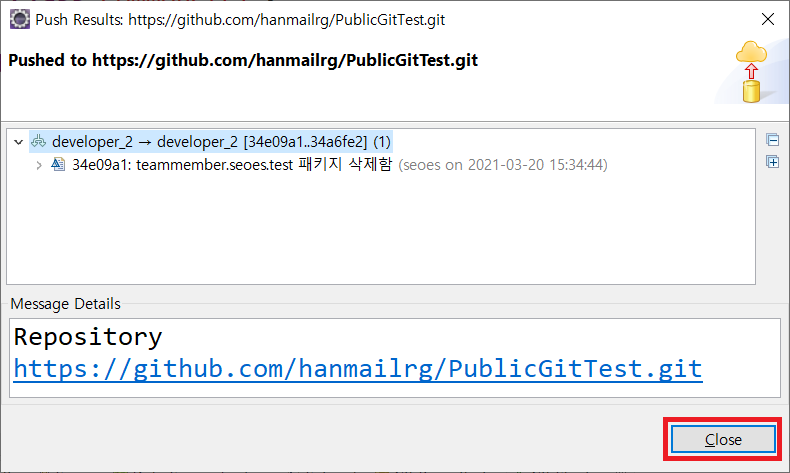 Push Results: https://github.com/hanmailrg/PublicGitTest.git
Pushed to https://github.com/hanmailrg/PublicGitTest.git
developer_2 → developer_2 [34e09a1..34a6fe2] (1)
34e09a1: teammember.seoes.test 패키지 삭제함 (seoes on 2021-03-20 15:34:44)
Message Details
Repository
https://github.com/hanmailrg/PublicGitTest.git
Close